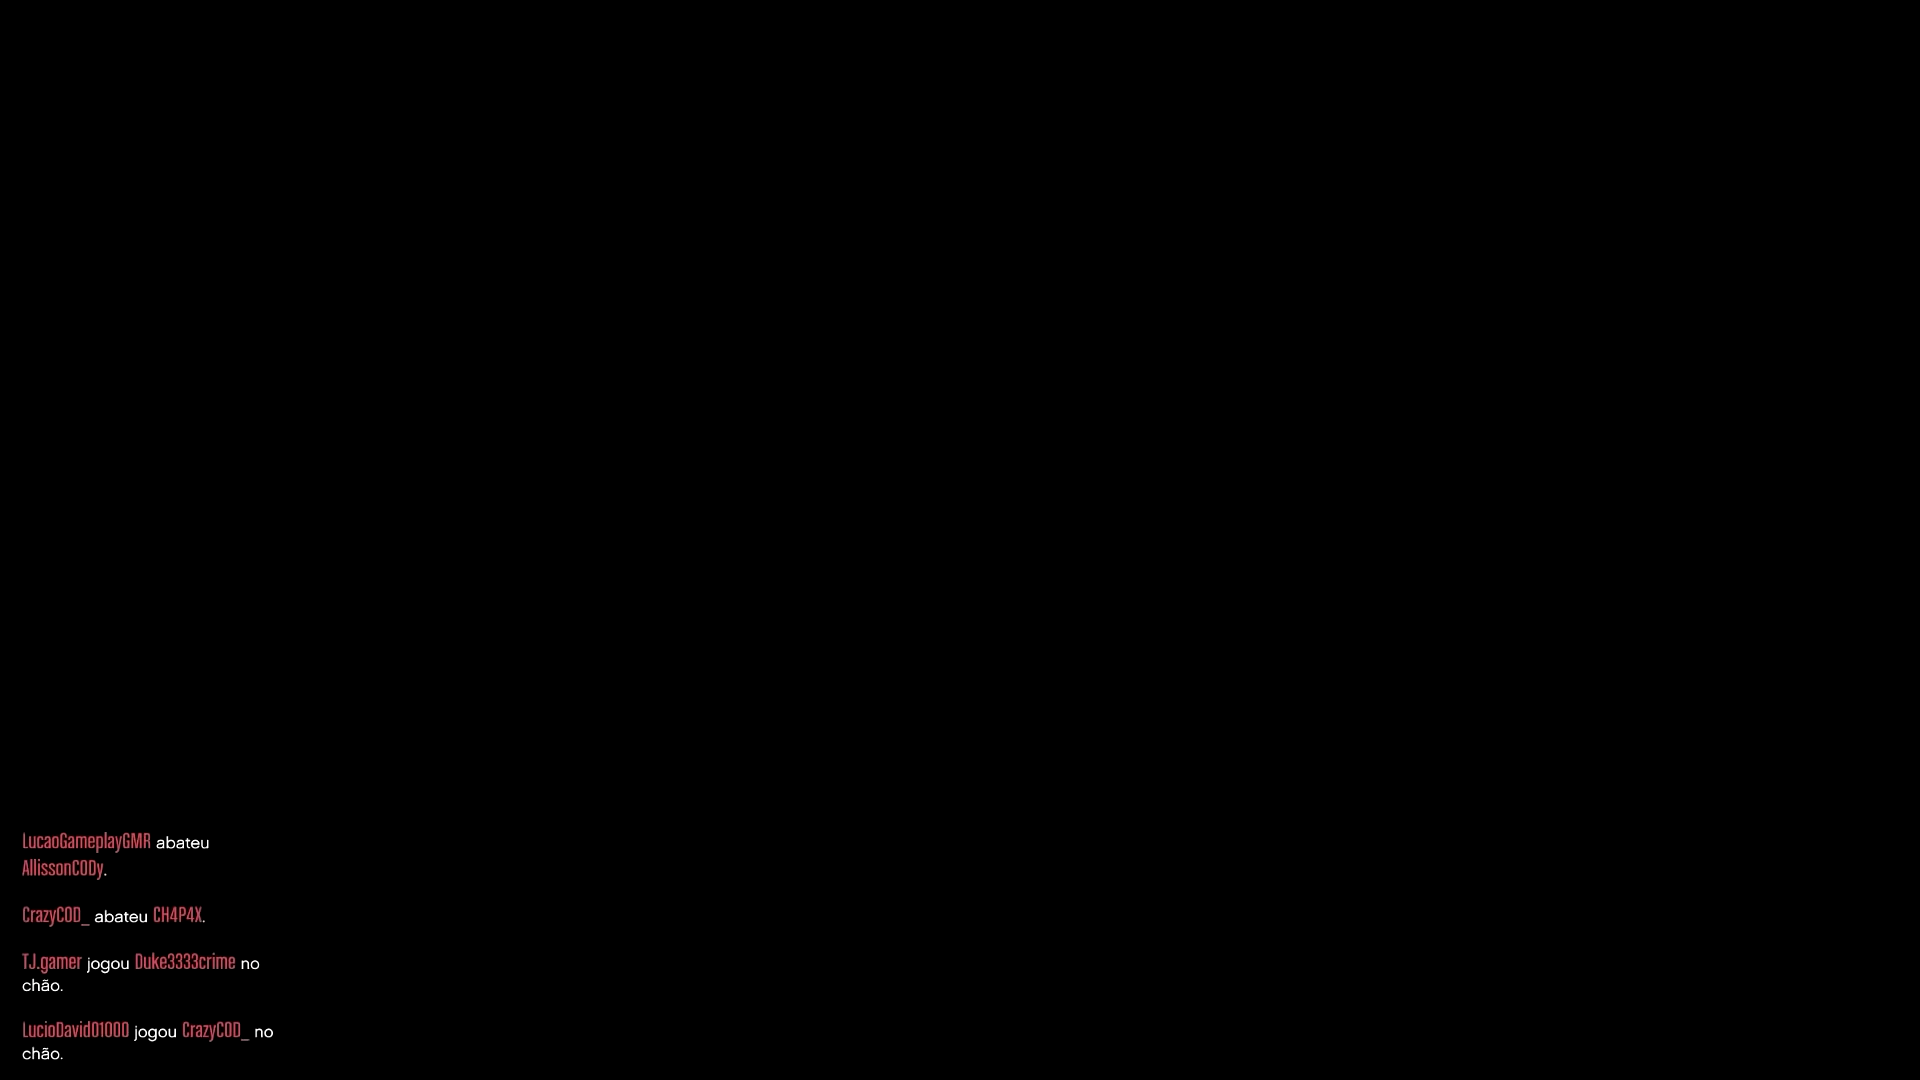 LucaoGameplayGMR abateu
AllissonCODy.
CrazyCOD_ abateu CH4P4X.
TJ.gamer jogou Duke3333crime no
chão.
LucioDavid01000 jogou CrazyCOD_ no
chão.